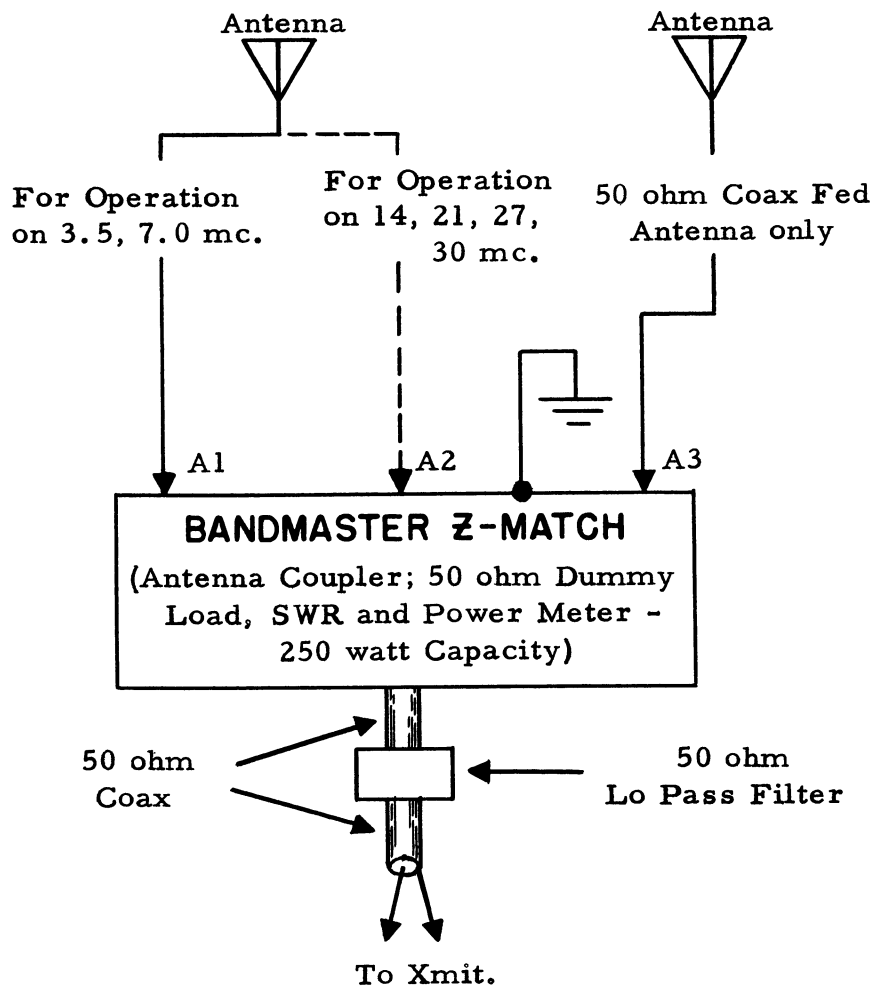 Antenna
Antenna
For Operation
on 3.5, 7.0 mc.
For Operation
on 14, 21, 27,
30 mc.
50 ohm Coax Fed
Antenna only
A1
A2
A3
BANDMASTER Z-MATCH
(Antenna Coupler; 50 ohm Dummy
Load, SWR and Power Meter -
250 watt Capacity)
50 ohm
Coax
50 ohm
Lo Pass Filter
To Xmit.